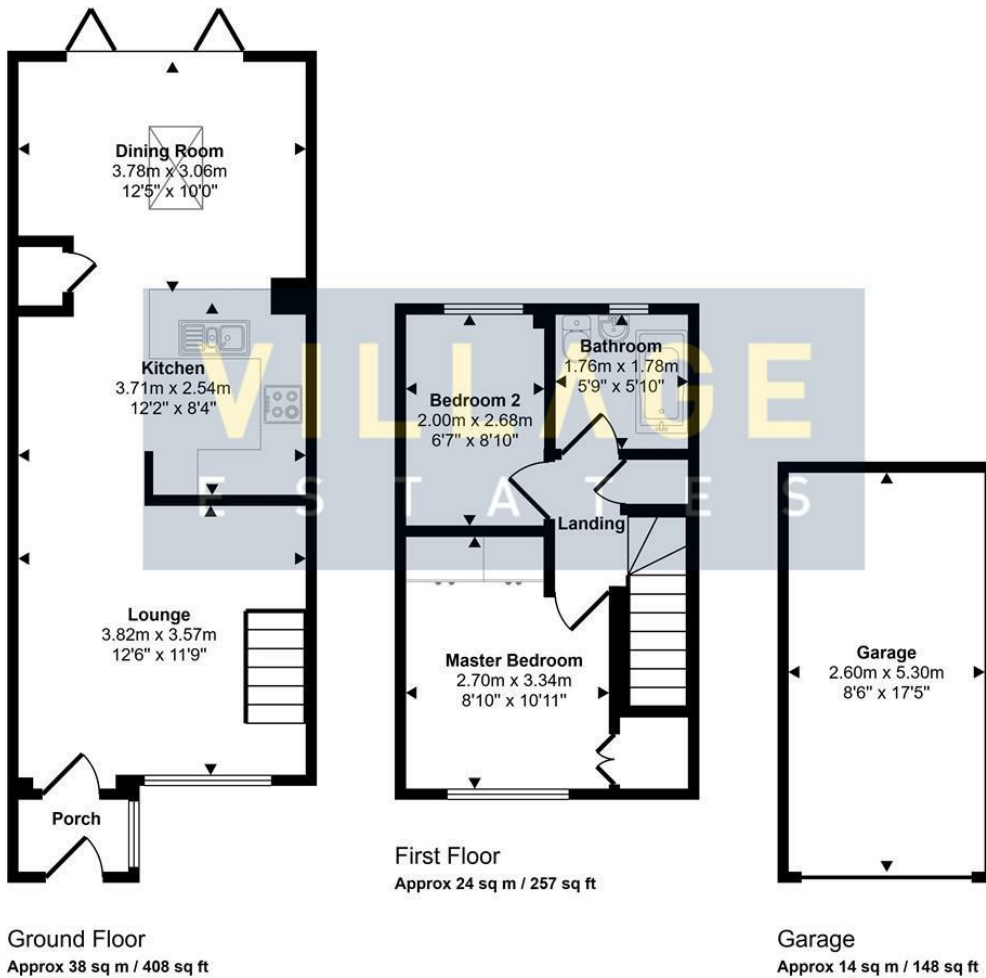 Dining Room
3.78m x 3.06m
12'5" x 10'0"
Kitchen
3.71m x 2.54m
12'2" x 8'4"
Lounge
3.82m x 3.57m
12'6" x 11'9"
Porch
Ground Floor
Approx 38 sq m / 408 sq ft
VILLAGE
ESTATES
Bedroom 2
2.00m x 2.68m
6'7" x 8'10"
Bathroom
1.76m x 1.78m
5'9" x 5'10"
Landing
Master Bedroom
2.70m x 3.34m
8'10" x 10'11"
First Floor
Approx 24 sq m / 257 sq ft
Garage
2.60m x 5.30m
8'6" x 17'5"
Garage
Approx 14 sq m / 148 sq ft